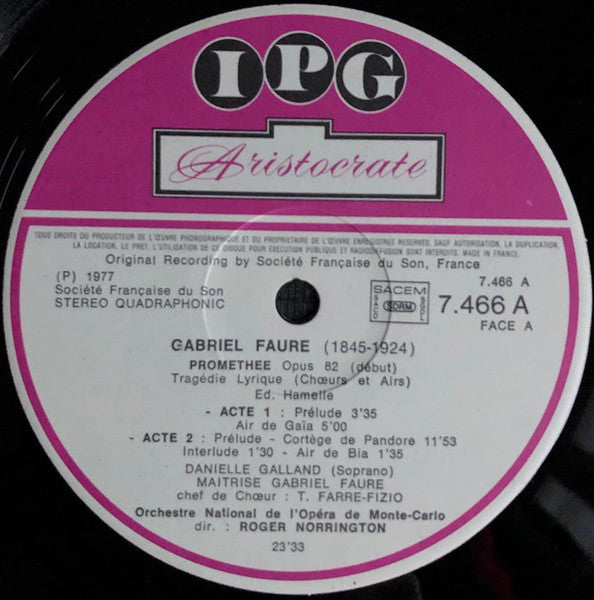 IPG
Aristocrate
TOUS DROITS DU PRODUCTEUR DE L'ŒUVRE PHONOGRAPHIQUE ET DU PROPRIETAIRE DE L'ŒUVRE ENREGISTREE RESERVES. SAUF AUTORISATION, LA DUPLICATION,
LA LOCATION, LE PRET, L'UTILISATION DE CE DISQUE POUR EXECUTION PUBLIQUE ET RADIODIFFUSION SONT INTERDITS. MADE IN FRANCE.
Original Recording by Société Française du Son, France
(P) 1977
Société Française du Son
STEREO QUADRAPHONIC
7.466 A
SACEM
SACD
SDRM
SGDL
7.466 A
FACE A
GABRIEL FAURE (1845-1924)
PROMETHEE Opus 82 (début)
Tragédie Lyrique (Chœurs et Airs)
Ed. Hamelle
- ACTE 1 : Prélude 3'35
Air de Gaïa 5'00
- ACTE 2 : Prélude - Cortège de Pandore 11'53
Interlude 1'30 - Air de Bia 1'35
DANIELLE GALLAND (Soprano)
MAITRISE GABRIEL FAURE
chef de Chœur : T. FARRE-FIZIO
Orchestre National de l'Opéra de Monte-Carlo
dir. : ROGER NORRINGTON
23'33